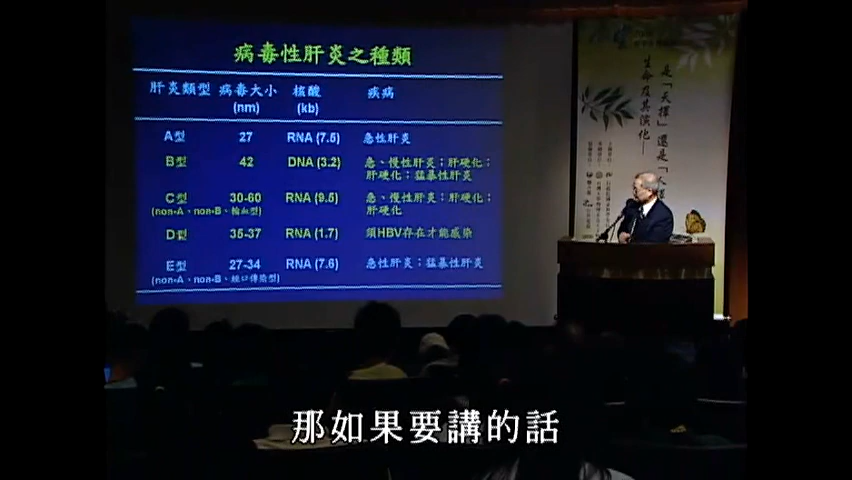 病毒性肝炎之種類
肝炎類型 病毒大小 核酸 疾病
(nm) (kb)
A型 27 RNA (7.5) 急性肝炎
B型 42 DNA (3.2) 急、慢性肝炎；肝硬化；
肝硬化；猛暴性肝炎
C型 30-60 RNA (9.5) 急、慢性肝炎；肝硬化；
(non-A、non-B、輸血型) 肝硬化
D型 35-37 RNA (1.7) 須HBV存在才能感染
E型 27-34 RNA (7.6) 急性肝炎；猛暴性肝炎
(non-A、non-B、經口傳染型)
是「天擇」還是「人
生命及其演化──
那如果要講的話